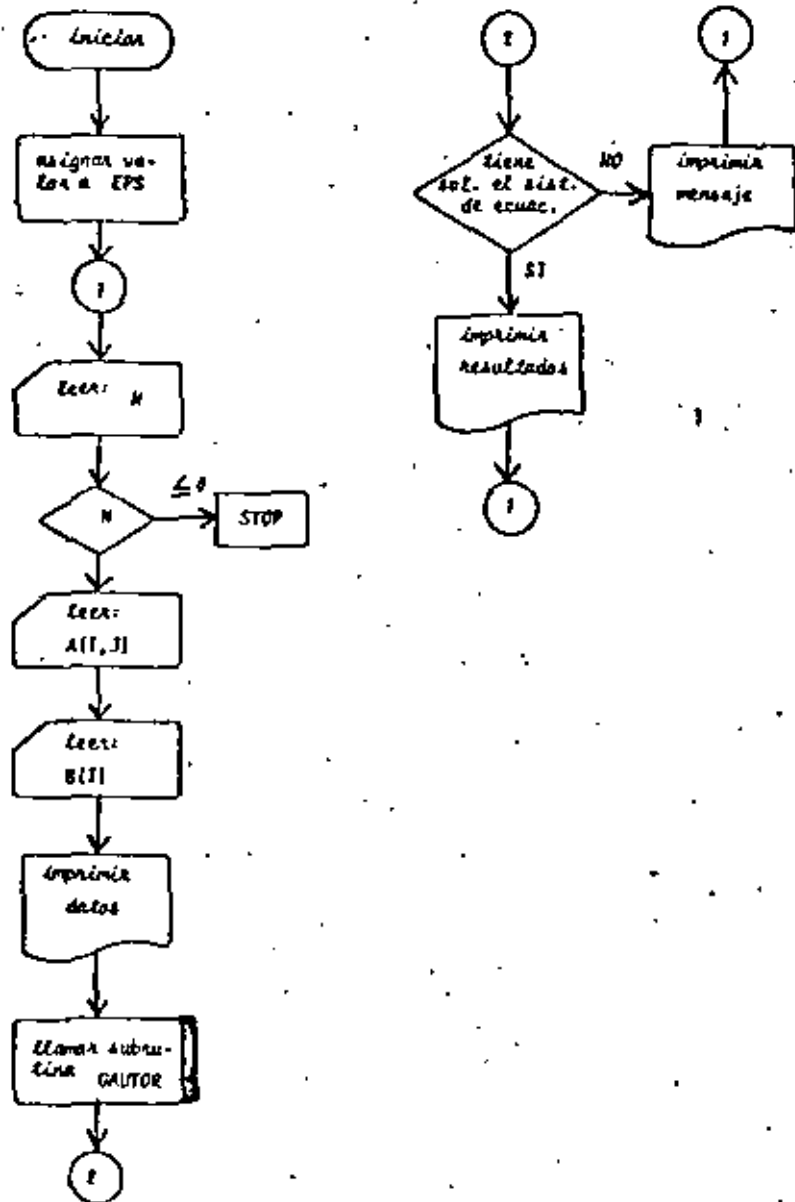 iniciar
asignar va-
lor a EPS
1
leer:
N
N
≤ 0
STOP
leer:
A(I,J)
leer:
B(I)
imprimir
datos
llamar subru-
tina GAUTOR
2
2
tiene
sol. el sist.
de ecuac.
NO
imprimir
mensaje
1
SI
imprimir
resultados
1